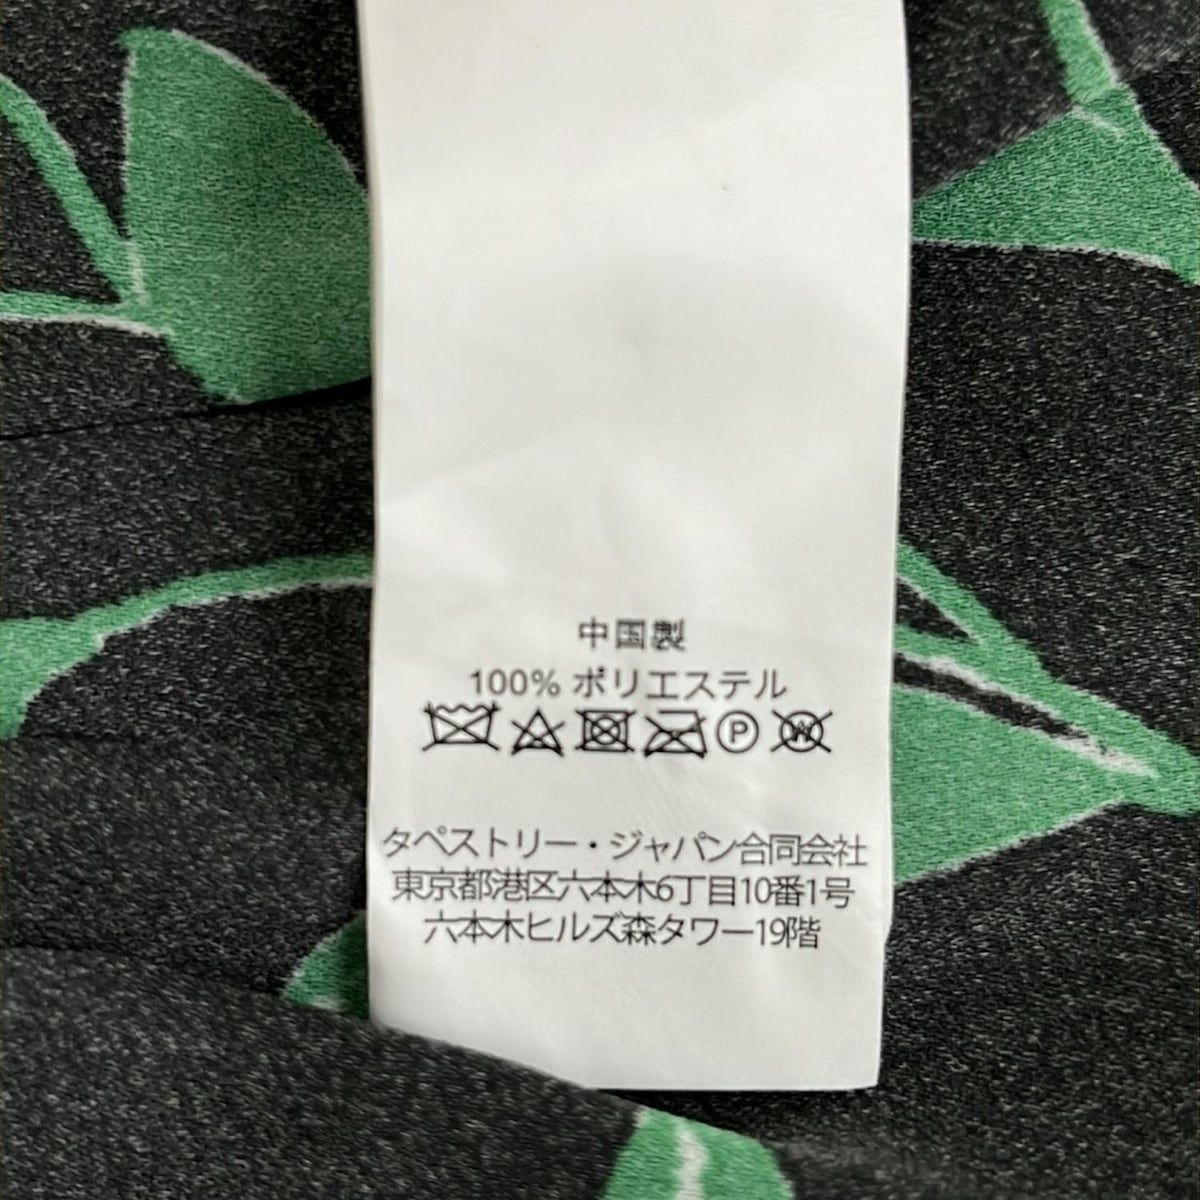 中国製
100% ポリエステル
P W
タペストリー・ジャパン合同会社
東京都港区六本木6丁目10番1号
六本木ヒルズ森タワー19階